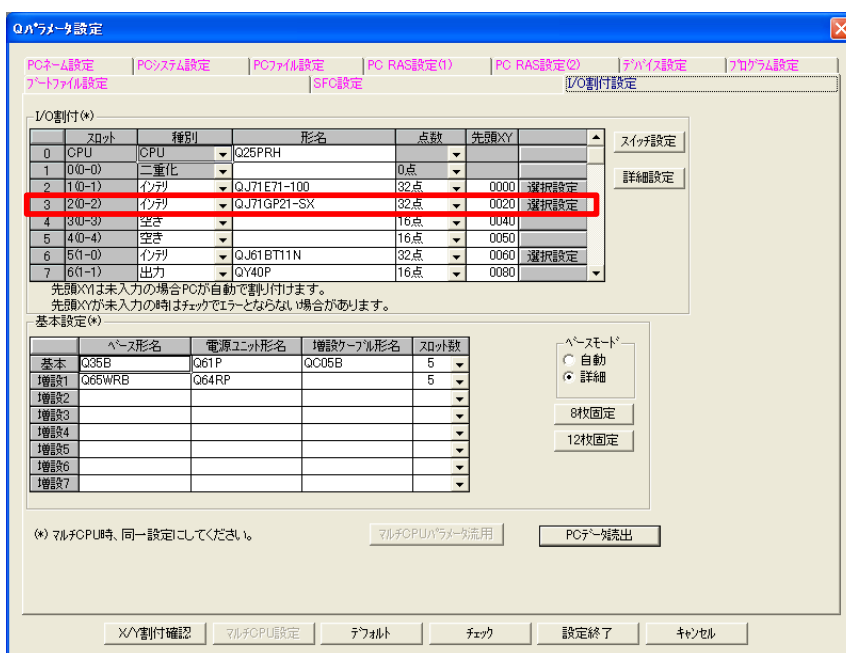 Qﾊﾟﾗﾒｰﾀ設定
PCﾈｰﾑ設定 PCｼｽﾃﾑ設定 PCﾌｧｲﾙ設定 PC RAS設定(1) PC RAS設定(2) ﾃﾞﾊﾞｲｽ設定 ﾌﾟﾛｸﾞﾗﾑ設定
ﾌﾞｰﾄﾌｧｲﾙ設定 SFC設定 I/O割付設定
I/O割付(*)
ｽﾛｯﾄ 種別 形名 点数 先頭XY
スイッチ設定
0 CPU CPU Q25PRH
1 0(0-0) 二重化 0点
詳細設定
2 1(0-1) ｲﾝﾃﾘ QJ71E71-100 32点 0000 選択設定
3 2(0-2) ｲﾝﾃﾘ QJ71GP21-SX 32点 0020 選択設定
4 3(0-3) 空き 16点 0040
5 4(0-4) 空き 16点 0050
6 5(1-0) ｲﾝﾃﾘ QJ61BT11N 32点 0060 選択設定
7 6(1-1) 出力 QY40P 16点 0080
先頭XYは未入力の場合PCが自動で割り付けます。
先頭XYが未入力の時はﾁｪｯｸでｴﾗｰとならない場合があります。
基本設定(*)
ﾍﾞｰｽ形名 電源ﾕﾆｯﾄ形名 増設ｹｰﾌﾞﾙ形名 ｽﾛｯﾄ数
基本 Q35B Q61P QC05B 5
増設1 Q65WRB Q64RP 5
増設2
増設3
増設4
増設5
増設6
増設7
ﾍﾞｰｽﾓｰﾄﾞ
自動
詳細
8枚固定
12枚固定
(*) ﾏﾙﾁCPU時、同一設定にしてください。
ﾏﾙﾁCPUﾊﾟﾗﾒｰﾀ流用
PCﾃﾞｰﾀ読出
X/Y割付確認 ﾏﾙﾁCPU設定 ﾃﾞﾌｫﾙﾄ ﾁｪｯｸ 設定終了 ｷｬﾝｾﾙ